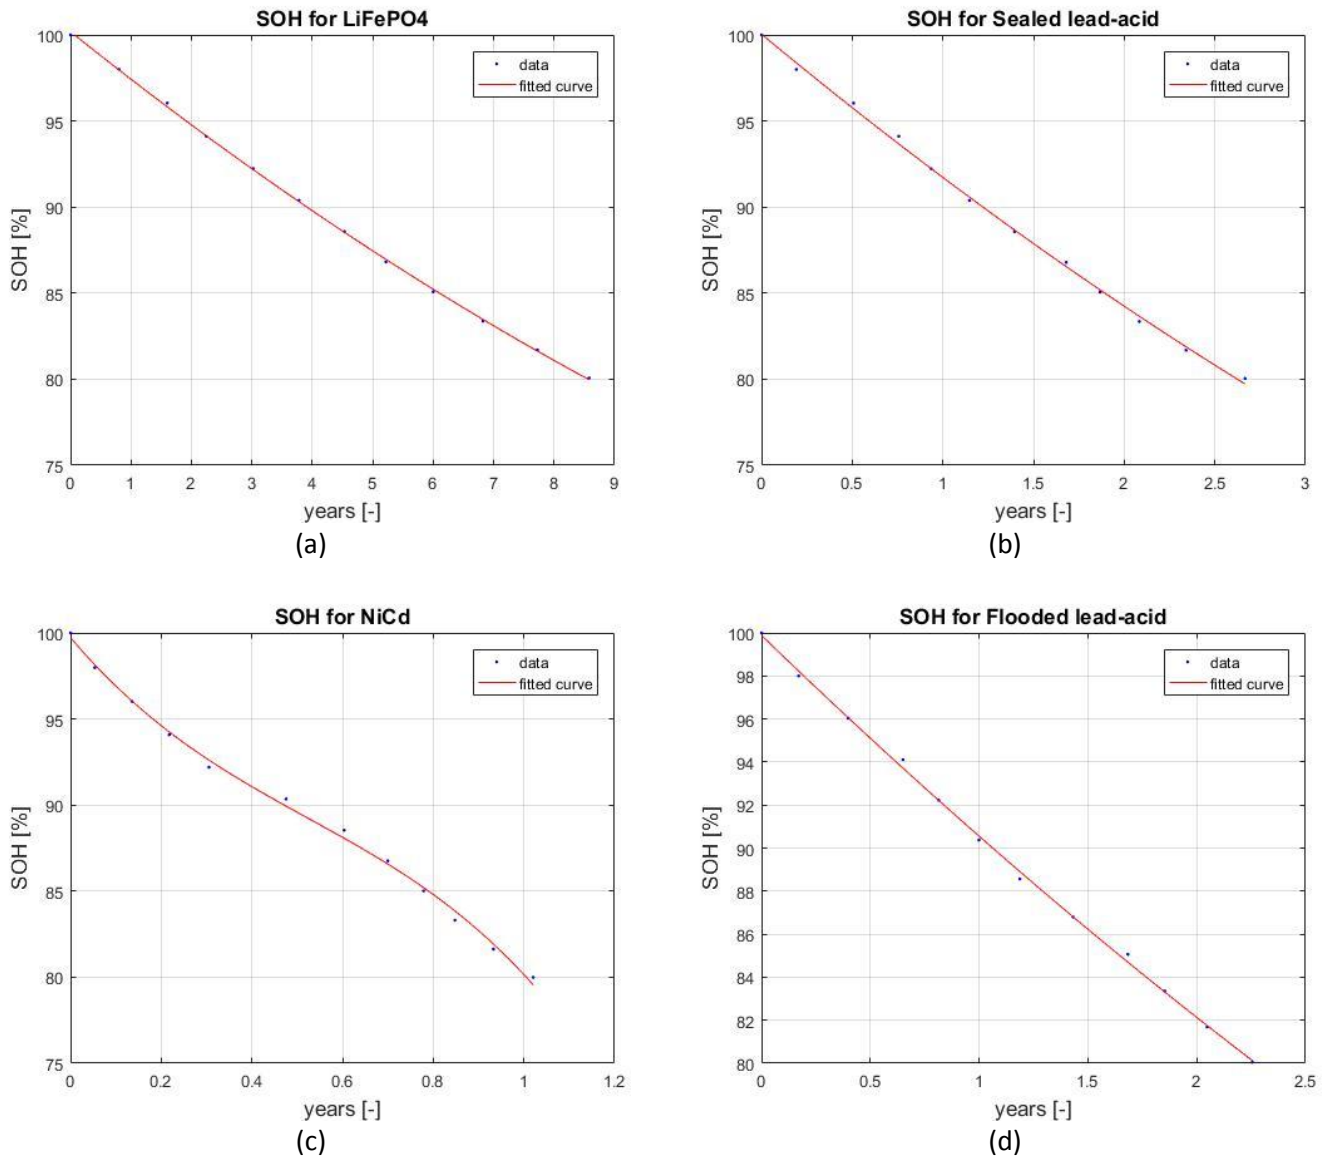 SOH for LiFePO4
data
fitted curve
100
95
90
85
80
75
SOH [%]
0 1 2 3 4 5 6 7 8 9
years [-]
(a)
SOH for Sealed lead-acid
data
fitted curve
100
95
90
85
80
75
SOH [%]
0 0.5 1 1.5 2 2.5 3
years [-]
(b)
SOH for NiCd
data
fitted curve
100
95
90
85
80
75
SOH [%]
0 0.2 0.4 0.6 0.8 1 1.2
years [-]
(c)
SOH for Flooded lead-acid
data
fitted curve
100
98
96
94
92
90
88
86
84
82
80
SOH [%]
0 0.5 1 1.5 2 2.5
years [-]
(d)